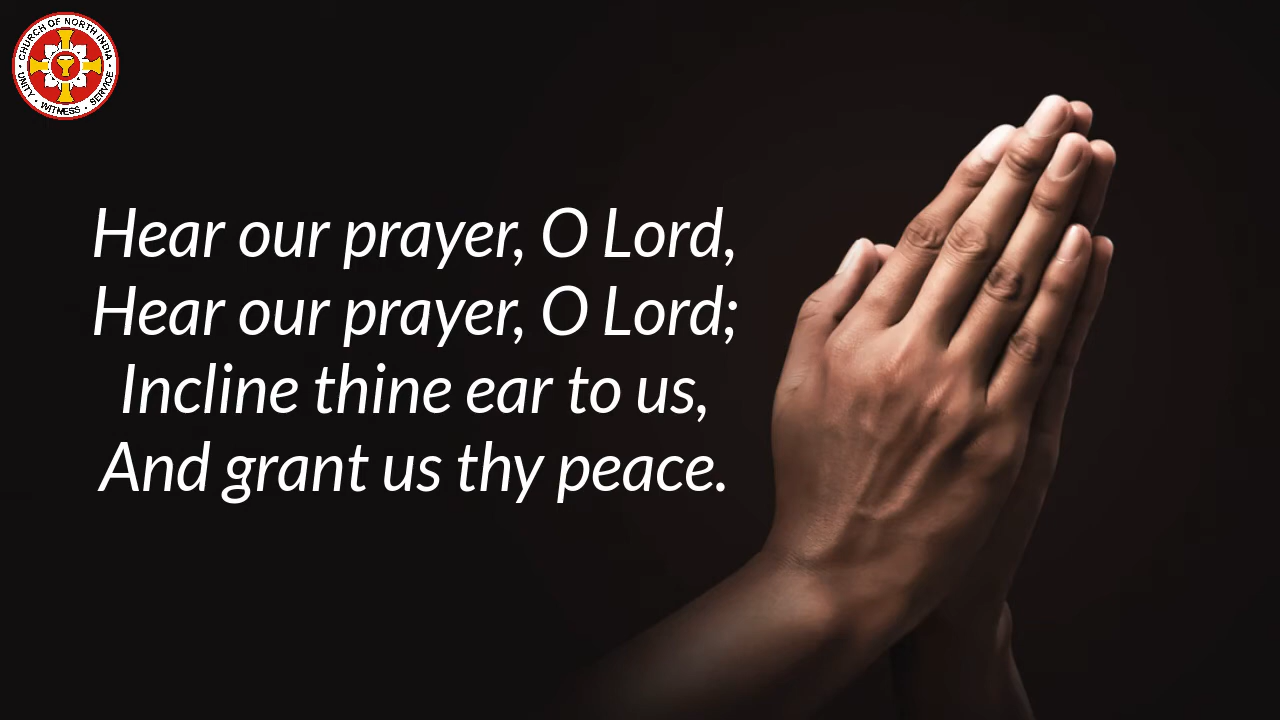 CHURCH OF NORTH INDIA
UNITY • WITNESS • SERVICE
Hear our prayer, O Lord,
Hear our prayer, O Lord;
Incline thine ear to us,
And grant us thy peace.